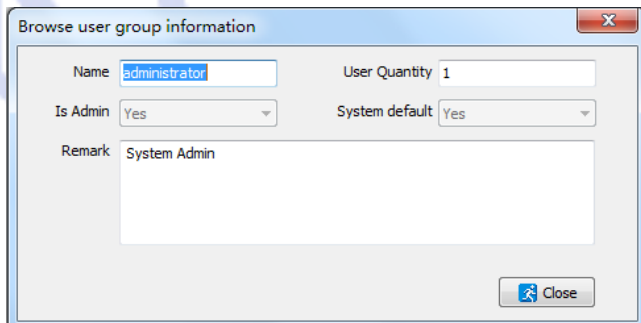 Browse user group information
Name administrator User Quantity 1
Is Admin Yes System default Yes
Remark System Admin
Close